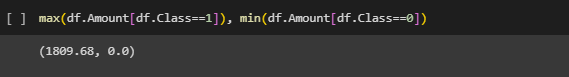 [ ] max(df.Amount[df.Class==1]), min(df.Amount[df.Class==0])
(1809.68, 0.0)